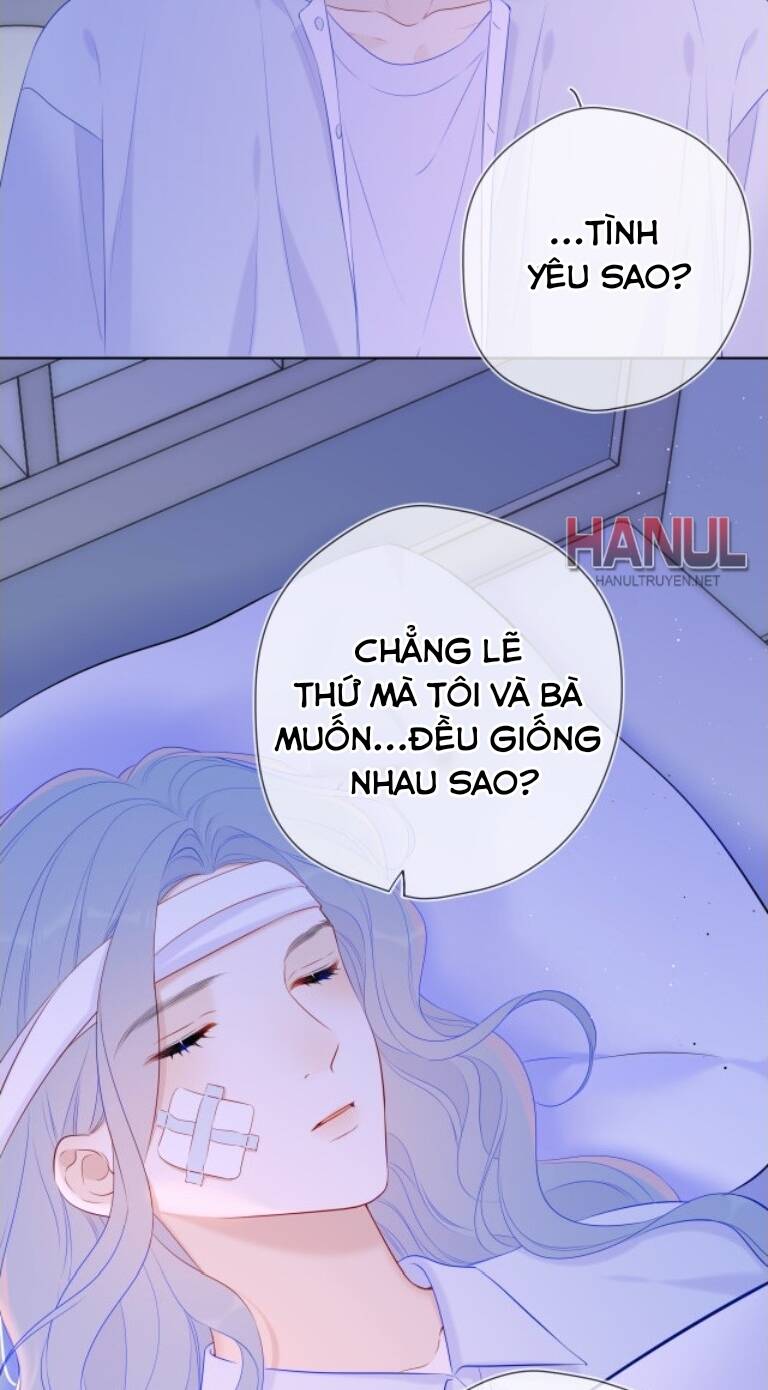 ...TÌNH
YÊU SAO?
HANUL
HANULTRUYEN.NET
CHẲNG LẼ
THỨ MÀ TÔI VÀ BÀ
MUỐN...ĐỀU GIỐNG
NHAU SAO?